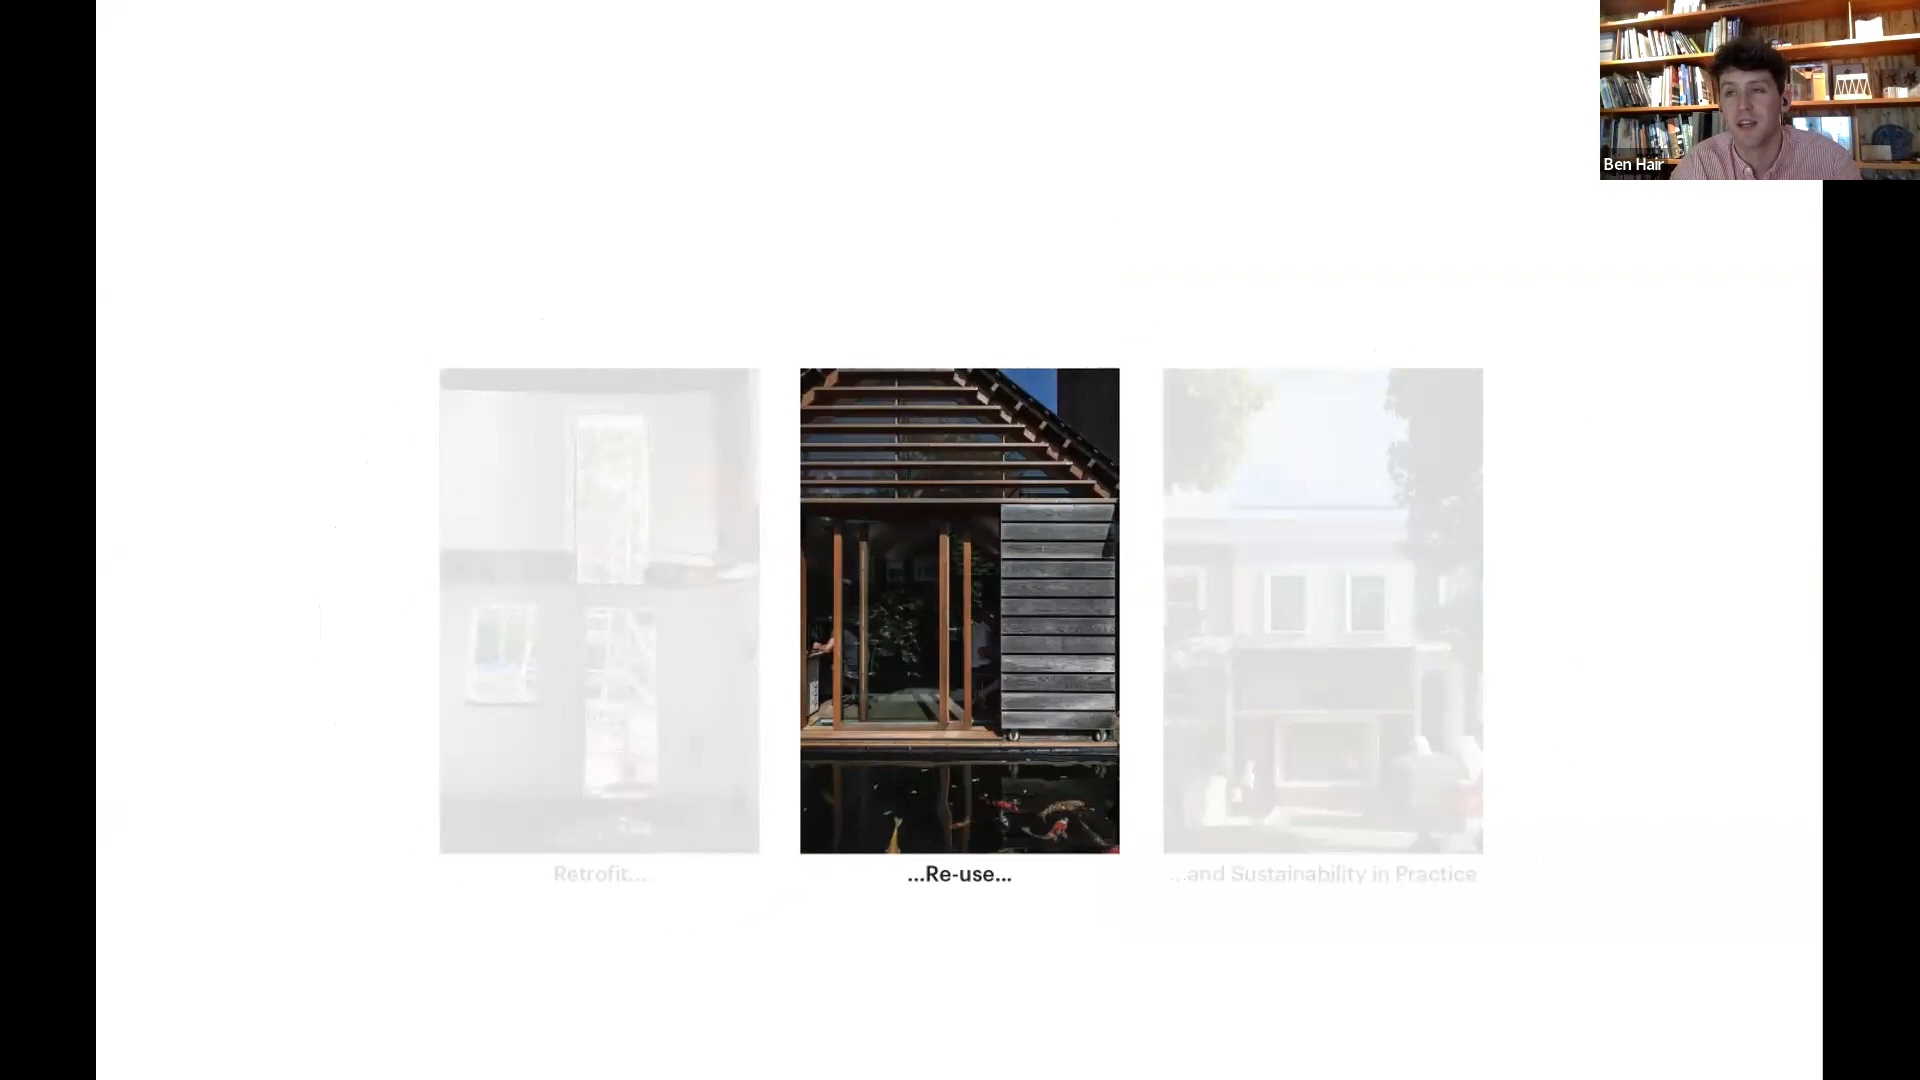 Ben Hair
Retrofit...
...Re-use...
...and Sustainability in Practice